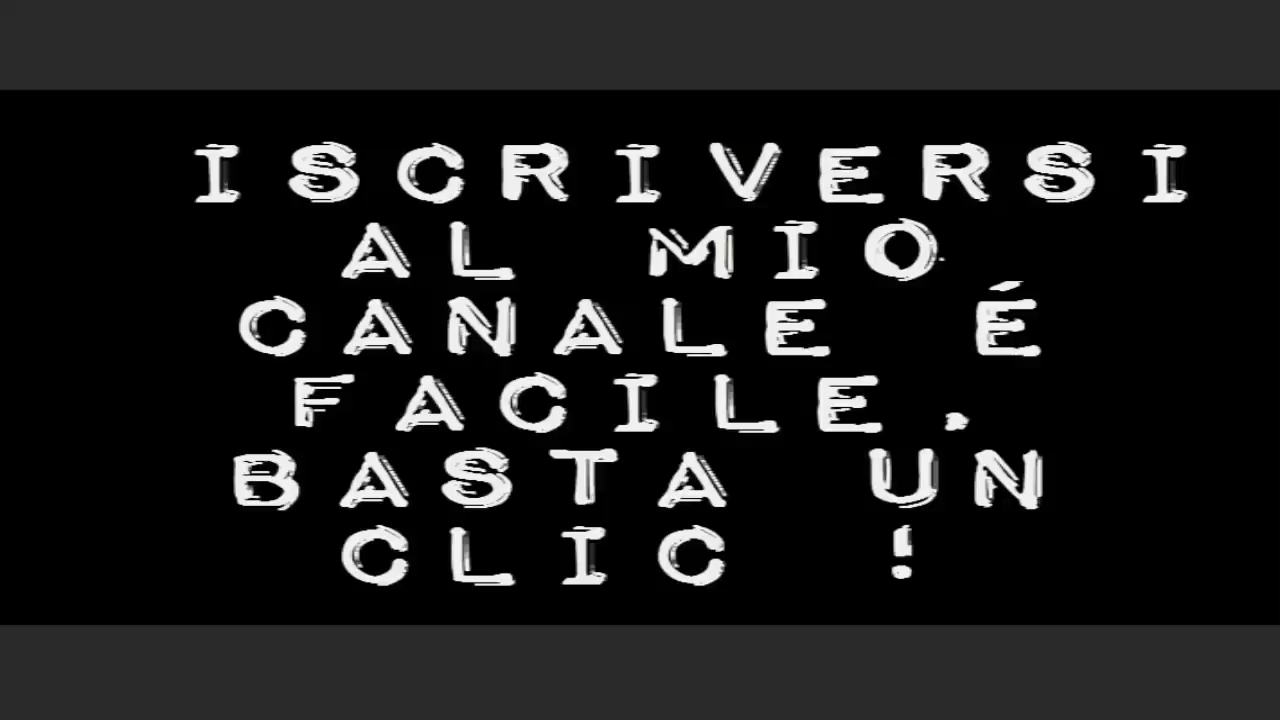 ISCRIVERSI
AL MIO
CANALE É
FACILE.
BASTA UN
CLIC !